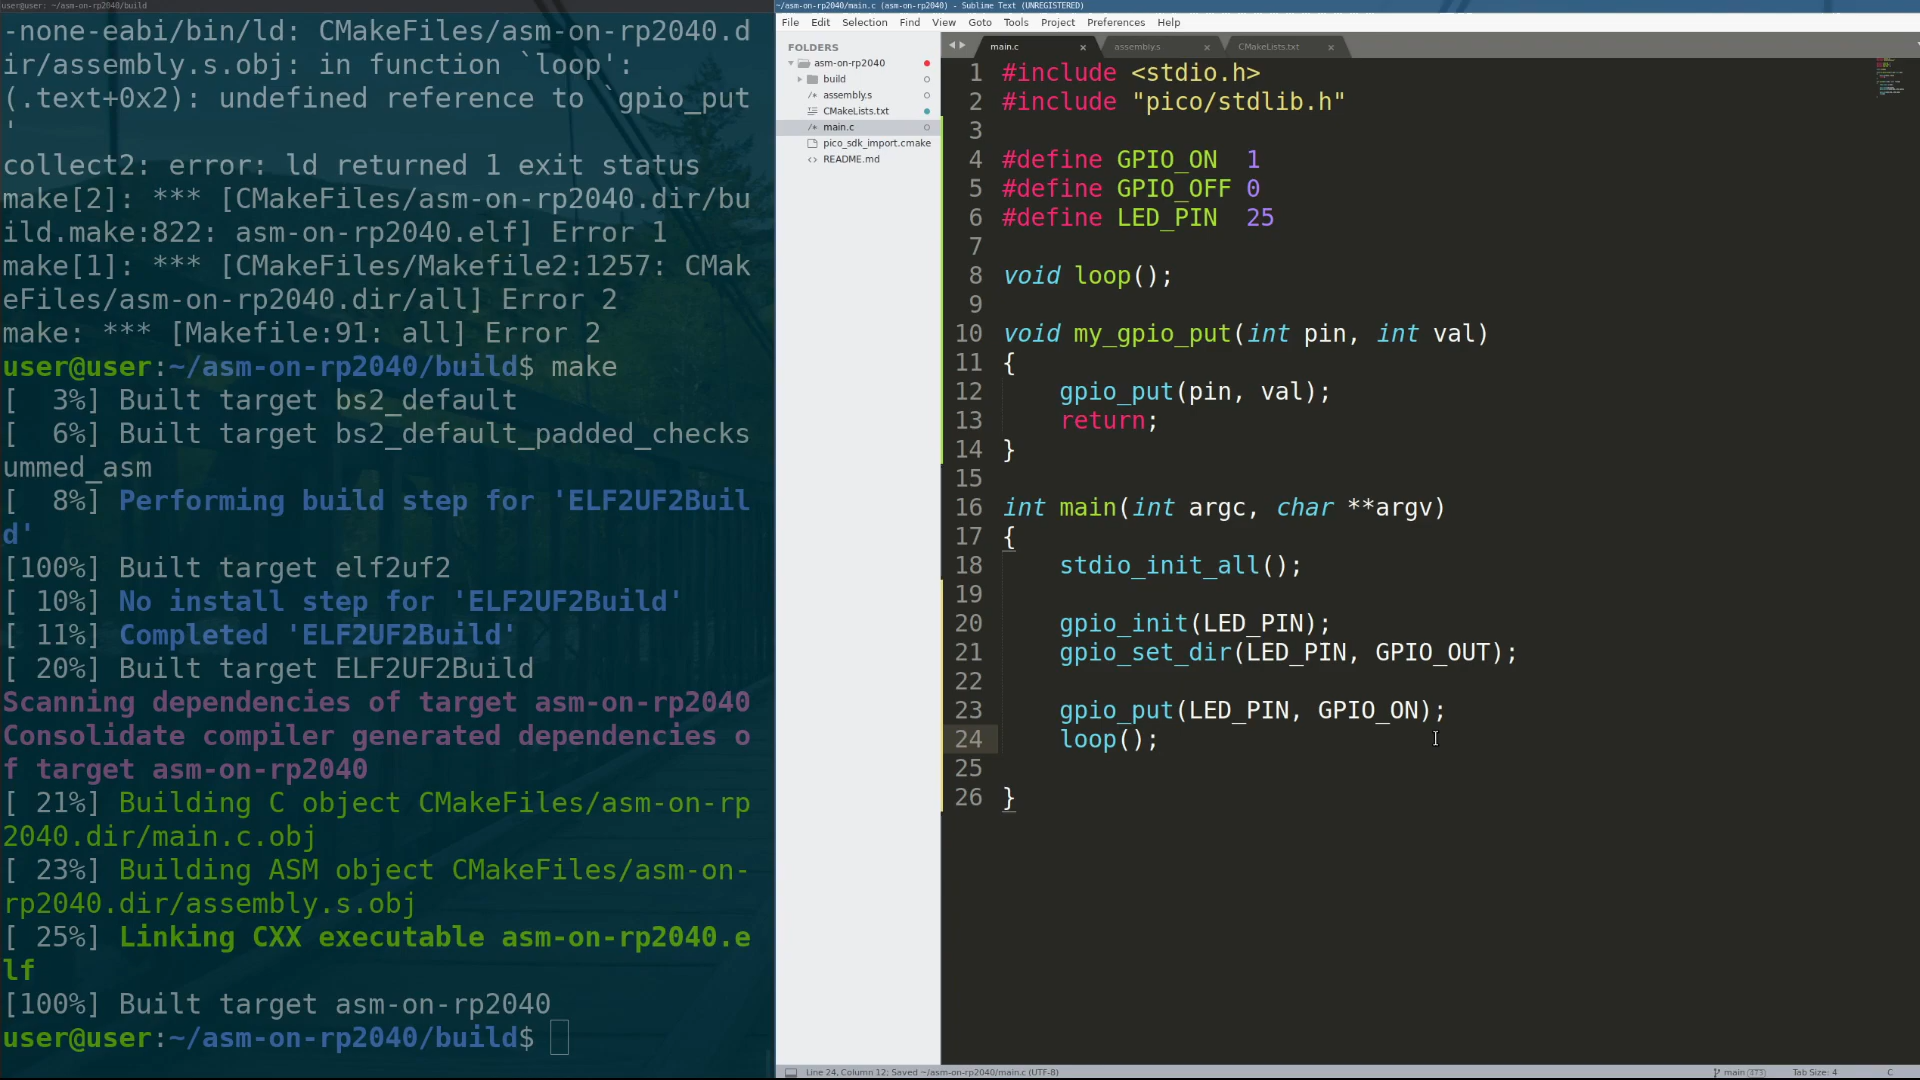 user@user: ~/asm-on-rp2040/build
-none-eabi/bin/ld: CMakeFiles/asm-on-rp2040.d
ir/assembly.s.obj: in function `loop':
(.text+0x2): undefined reference to `gpio_put
'
collect2: error: ld returned 1 exit status
make[2]: *** [CMakeFiles/asm-on-rp2040.dir/bu
ild.make:822: asm-on-rp2040.elf] Error 1
make[1]: *** [CMakeFiles/Makefile2:1257: CMak
eFiles/asm-on-rp2040.dir/all] Error 2
make: *** [Makefile:91: all] Error 2
user@user:~/asm-on-rp2040/build$ make
[  3%] Built target bs2_default
[  6%] Built target bs2_default_padded_checks
ummed_asm
[  8%] Performing build step for 'ELF2UF2Buil
d'
[100%] Built target elf2uf2
[ 10%] No install step for 'ELF2UF2Build'
[ 11%] Completed 'ELF2UF2Build'
[ 20%] Built target ELF2UF2Build
Scanning dependencies of target asm-on-rp2040
Consolidate compiler generated dependencies o
f target asm-on-rp2040
[ 21%] Building C object CMakeFiles/asm-on-rp
2040.dir/main.c.obj
[ 23%] Building ASM object CMakeFiles/asm-on-
rp2040.dir/assembly.s.obj
[ 25%] Linking CXX executable asm-on-rp2040.e
lf
[100%] Built target asm-on-rp2040
user@user:~/asm-on-rp2040/build$
~/asm-on-rp2040/main.c (asm-on-rp2040) - Sublime Text (UNREGISTERED)
File Edit Selection Find View Goto Tools Project Preferences Help
FOLDERS
asm-on-rp2040
build
/* assembly.s
CMakeLists.txt
/* main.c
pico_sdk_import.cmake
<> README.md
main.c × assembly.s × CMakeLists.txt ×
1 #include <stdio.h>
2 #include "pico/stdlib.h"
3
4 #define GPIO_ON  1
5 #define GPIO_OFF 0
6 #define LED_PIN  25
7
8 void loop();
9
10 void my_gpio_put(int pin, int val)
11 {
12     gpio_put(pin, val);
13     return;
14 }
15
16 int main(int argc, char **argv)
17 {
18     stdio_init_all();
19
20     gpio_init(LED_PIN);
21     gpio_set_dir(LED_PIN, GPIO_OUT);
22
23     gpio_put(LED_PIN, GPIO_ON);
24     loop();
25
26 }
Line 24, Column 12; Saved ~/asm-on-rp2040/main.c (UTF-8)
main
Tab Size: 4
C